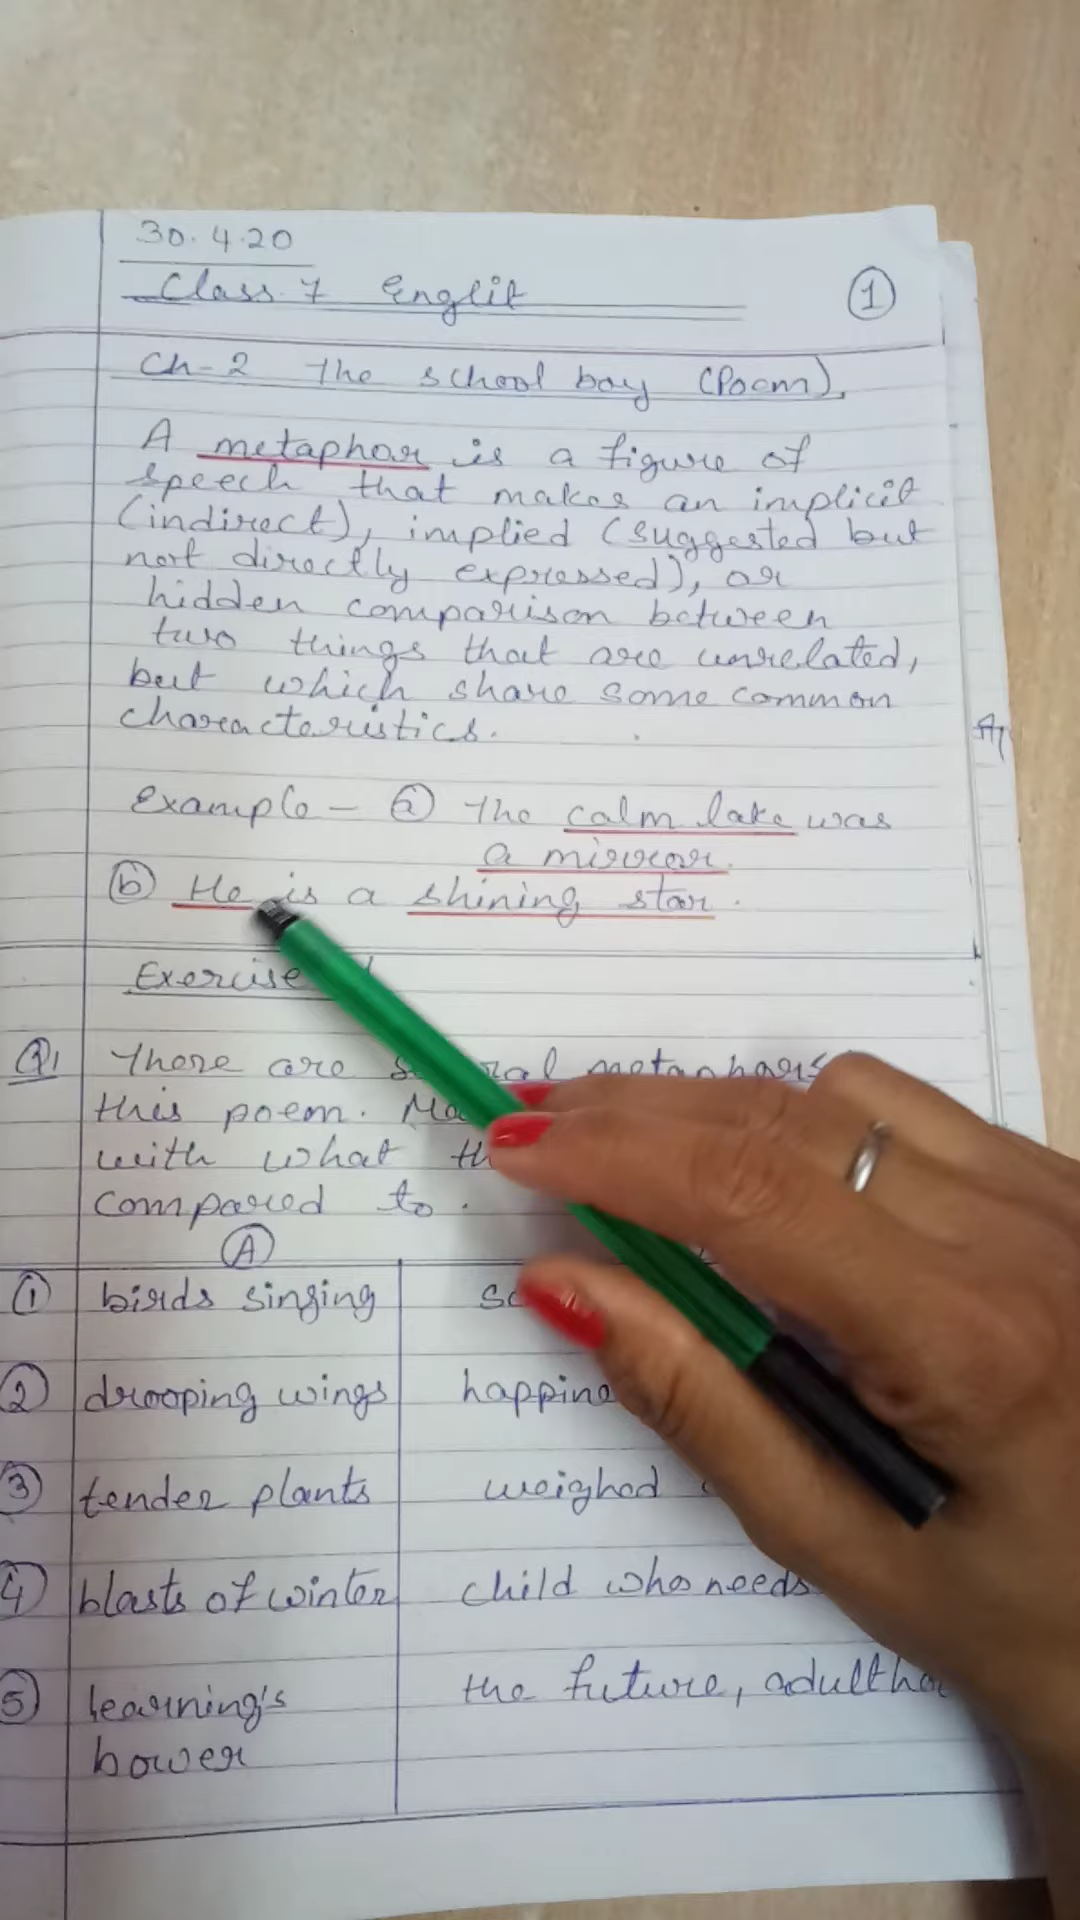 30.4.20
Class 7 Englit
1
Ch-2 The school boy (Poem),
A metaphor is a figure of
speech that makes an implicit
(indirect), implied (suggested but
not directly expressed), or
hidden comparison between
two things that are unrelated,
but which share some common
characteristics.
Example - a The calm lake was
a mirror.
b He is a shining star.
Exercise
Q1 There are several metaphors
this poem.
with what
compared to.
A
1 birds singing
2 drooping wings
3 tender plants weighed
4 blasts of winter child who needs
5 learning's the future,
bower